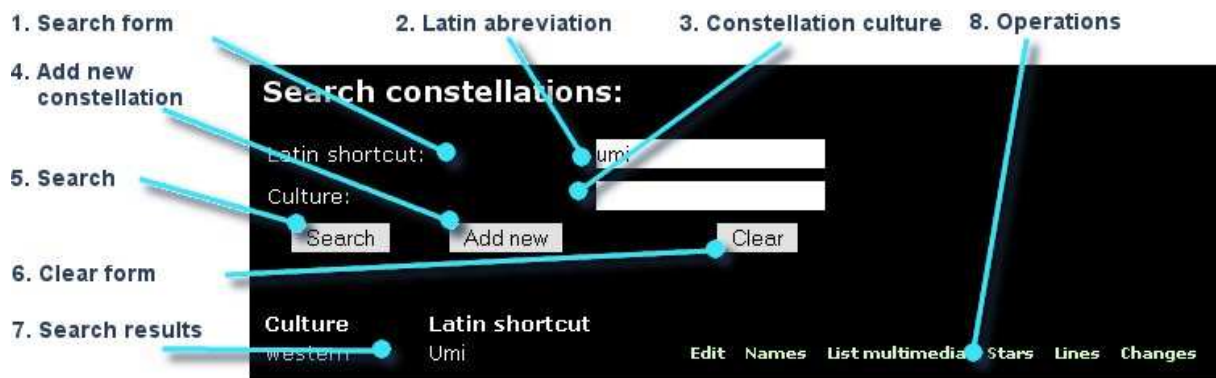 1. Search form 2. Latin abreviation 3. Constellation culture 8. Operations
4. Add new
constellation
Search constellations:
Latin shortcut: umi
5. Search
Culture:
Search Add new Clear
6. Clear form
7. Search results
Culture Latin shortcut
western Umi Edit Names List multimedia Stars Lines Changes